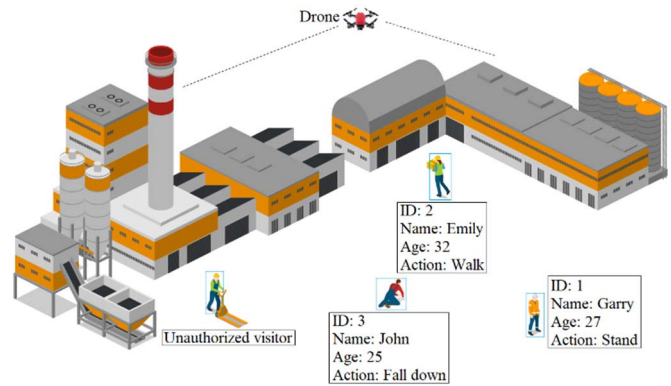 Drone
ID: 2
Name: Emily
Age: 32
Action: Walk
ID: 1
Name: Garry
Age: 27
Action: Stand
Unauthorized visitor
ID: 3
Name: John
Age: 25
Action: Fall down